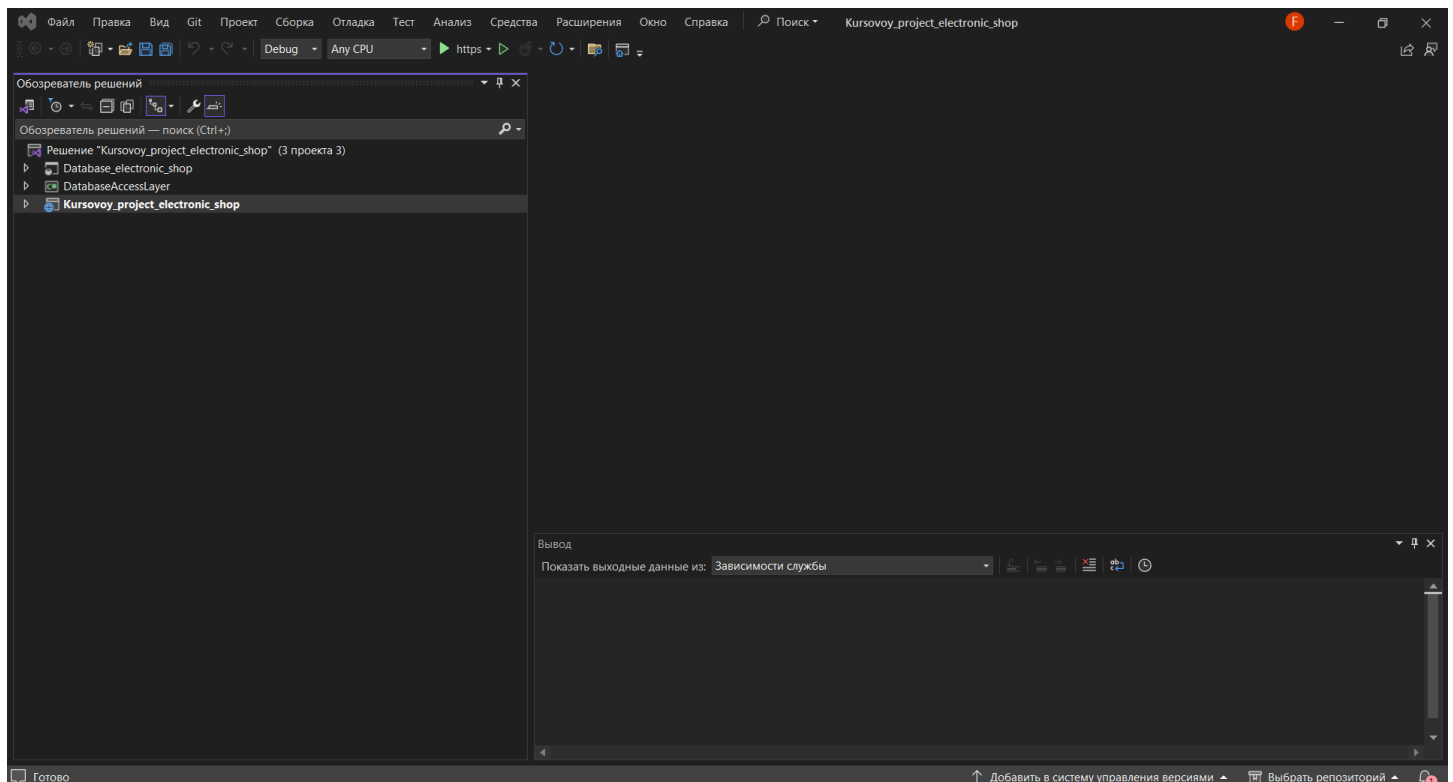 Файл Правка Вид Git Проект Сборка Отладка Тест Анализ Средства Расширения Окно Справка Поиск Kursovoy_project_electronic_shop F
Debug Any CPU https
Обозреватель решений
Обозреватель решений — поиск (Ctrl+;)
Решение "Kursovoy_project_electronic_shop" (3 проекта 3)
Database_electronic_shop
DatabaseAccessLayer
Kursovoy_project_electronic_shop
Вывод
Показать выходные данные из: Зависимости службы
Готово Добавить в систему управления версиями Выбрать репозиторий 1